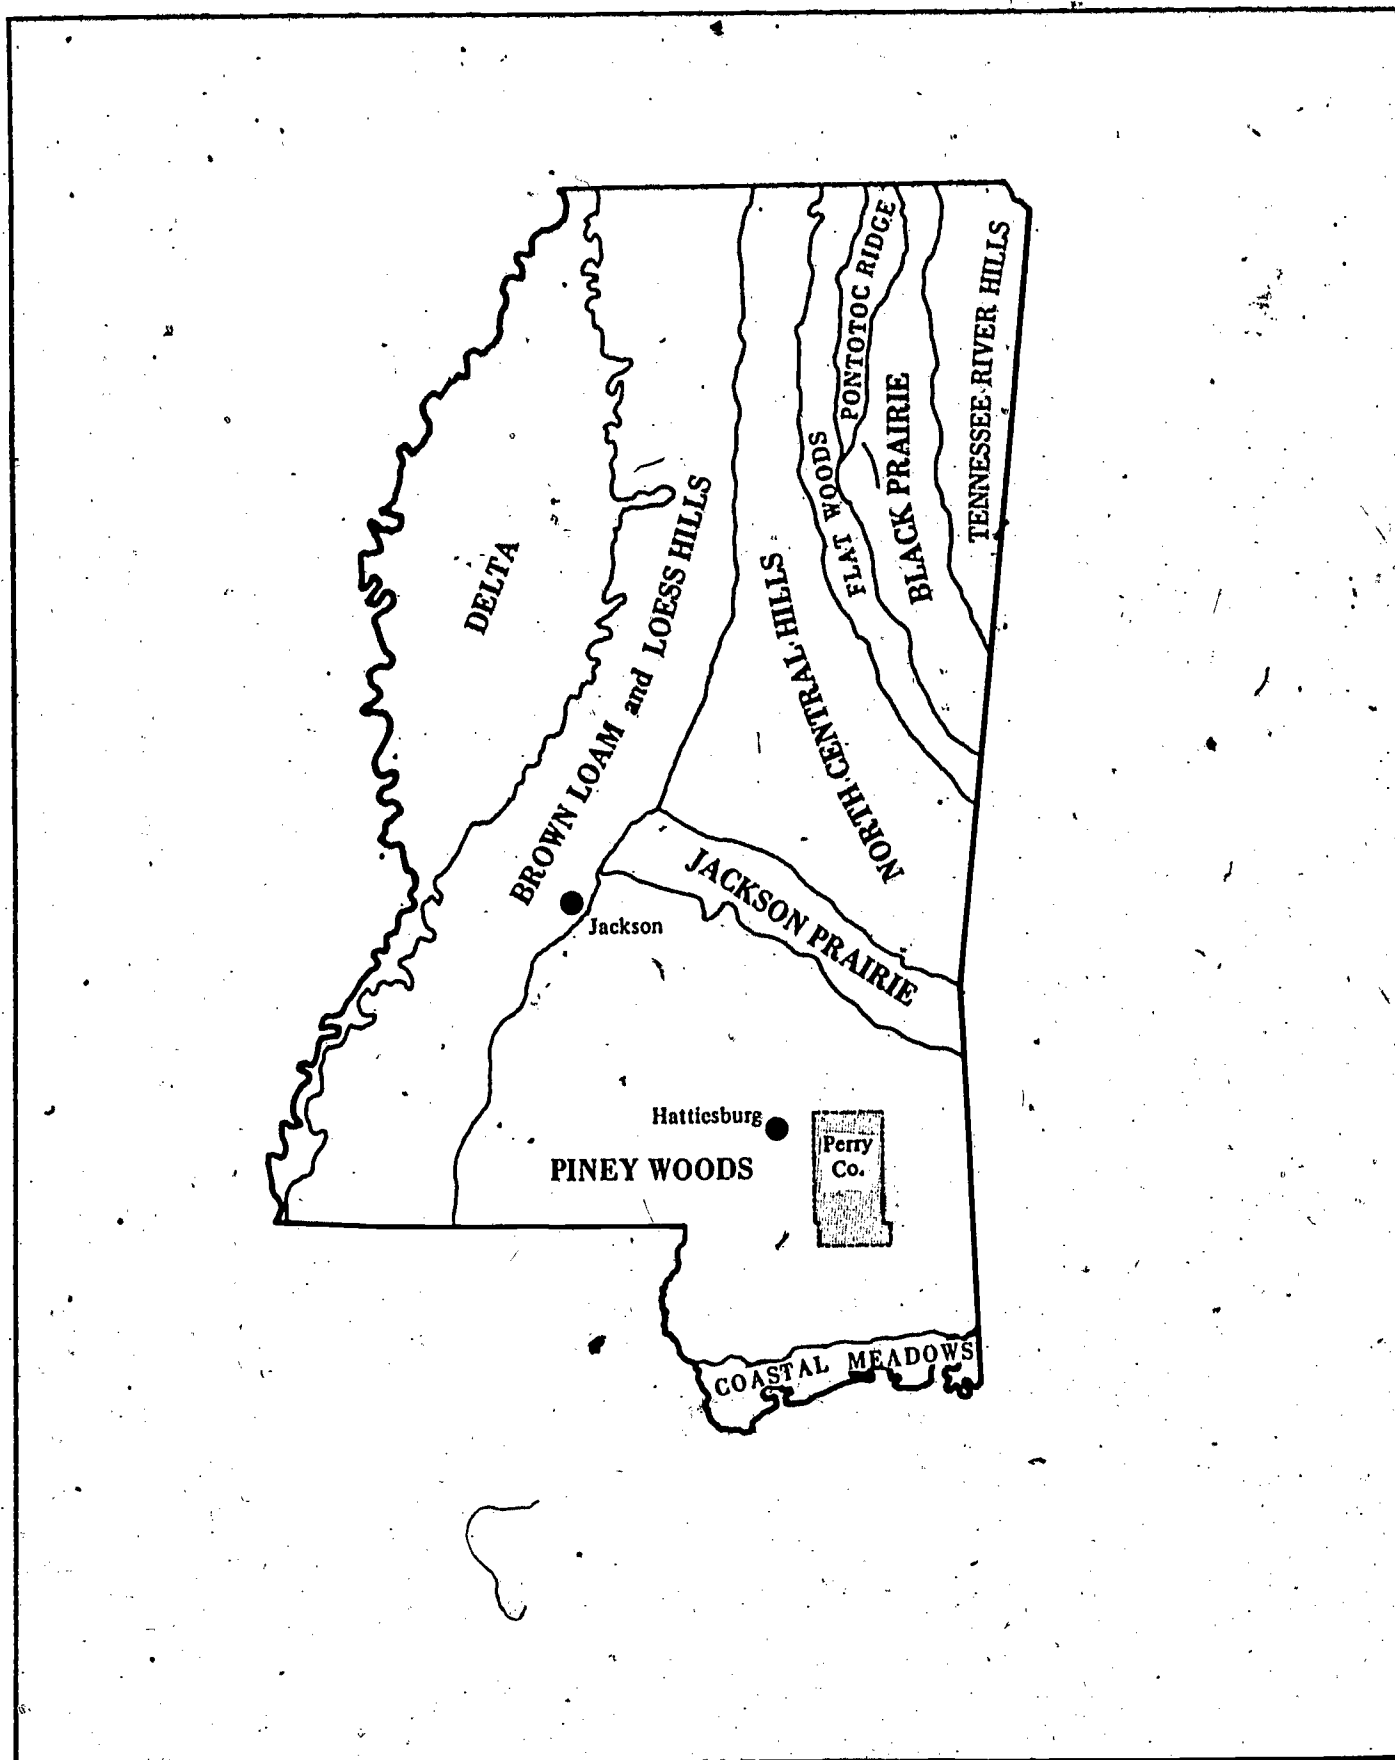 PONTOTOC RIDGE
TENNESSEE RIVER HILLS
BLACK PRAIRIE
FLAT WOODS
DELTA
BROWN LOAM and LOESS HILLS
NORTH CENTRAL HILLS
JACKSON PRAIRIE
Jackson
Hattiesburg
Perry
Co.
PINEY WOODS
COASTAL MEADOWS